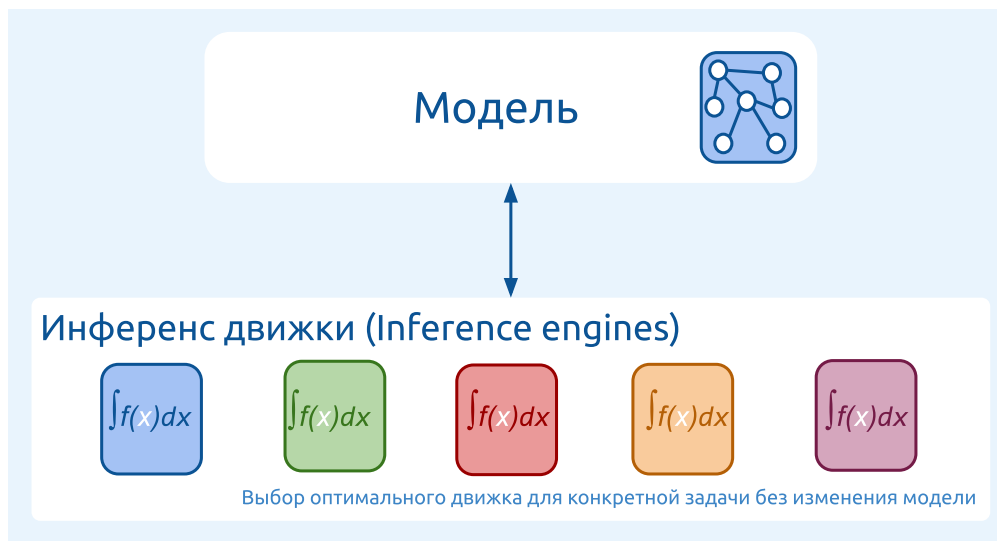 Модель
Инференс движки (Inference engines)
∫f(x)dx ∫f(x)dx ∫f(x)dx ∫f(x)dx ∫f(x)dx
Выбор оптимального движка для конкретной задачи без изменения модели